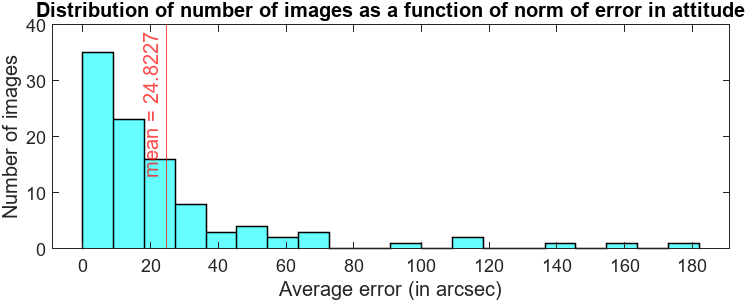 Distribution of number of images as a function of norm of error in attitude
40
30
20
10
0
Number of images
mean = 24.8227
0 20 40 60 80 100 120 140 160 180
Average error (in arcsec)